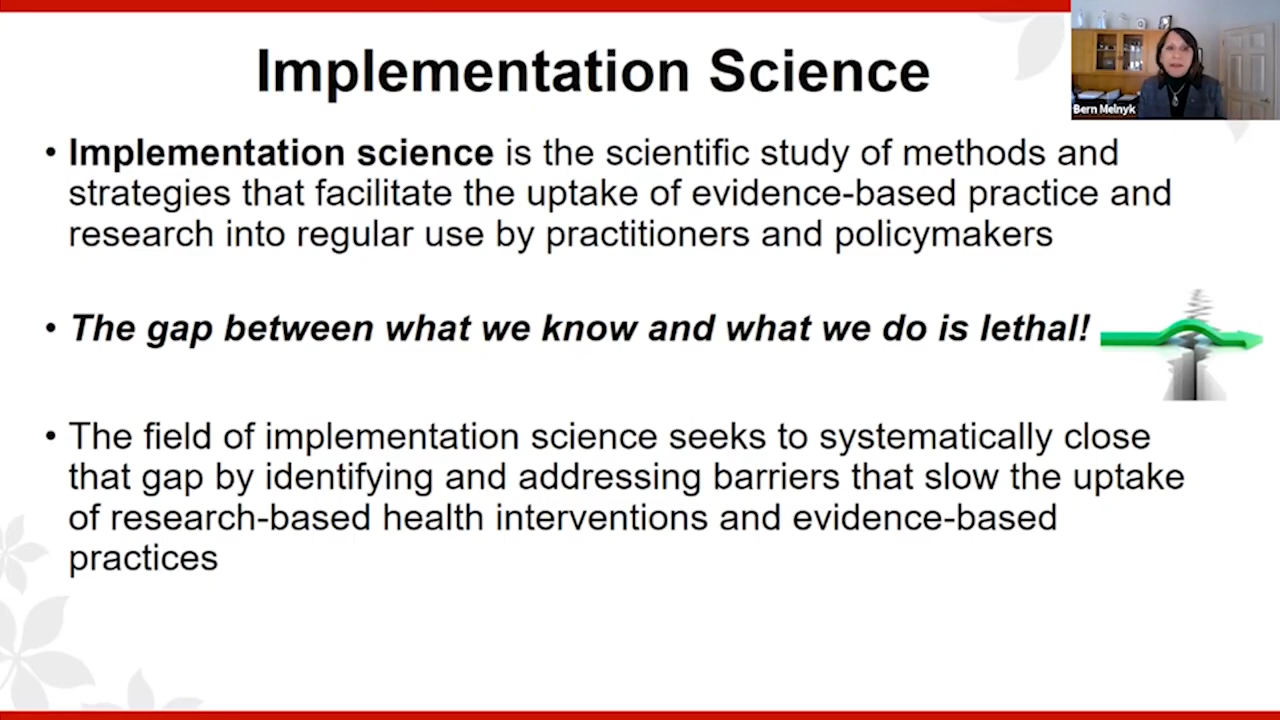 Implementation Science
Bern Melnyk
• Implementation science is the scientific study of methods and
strategies that facilitate the uptake of evidence-based practice and
research into regular use by practitioners and policymakers
• The gap between what we know and what we do is lethal!
• The field of implementation science seeks to systematically close
that gap by identifying and addressing barriers that slow the uptake
of research-based health interventions and evidence-based
practices